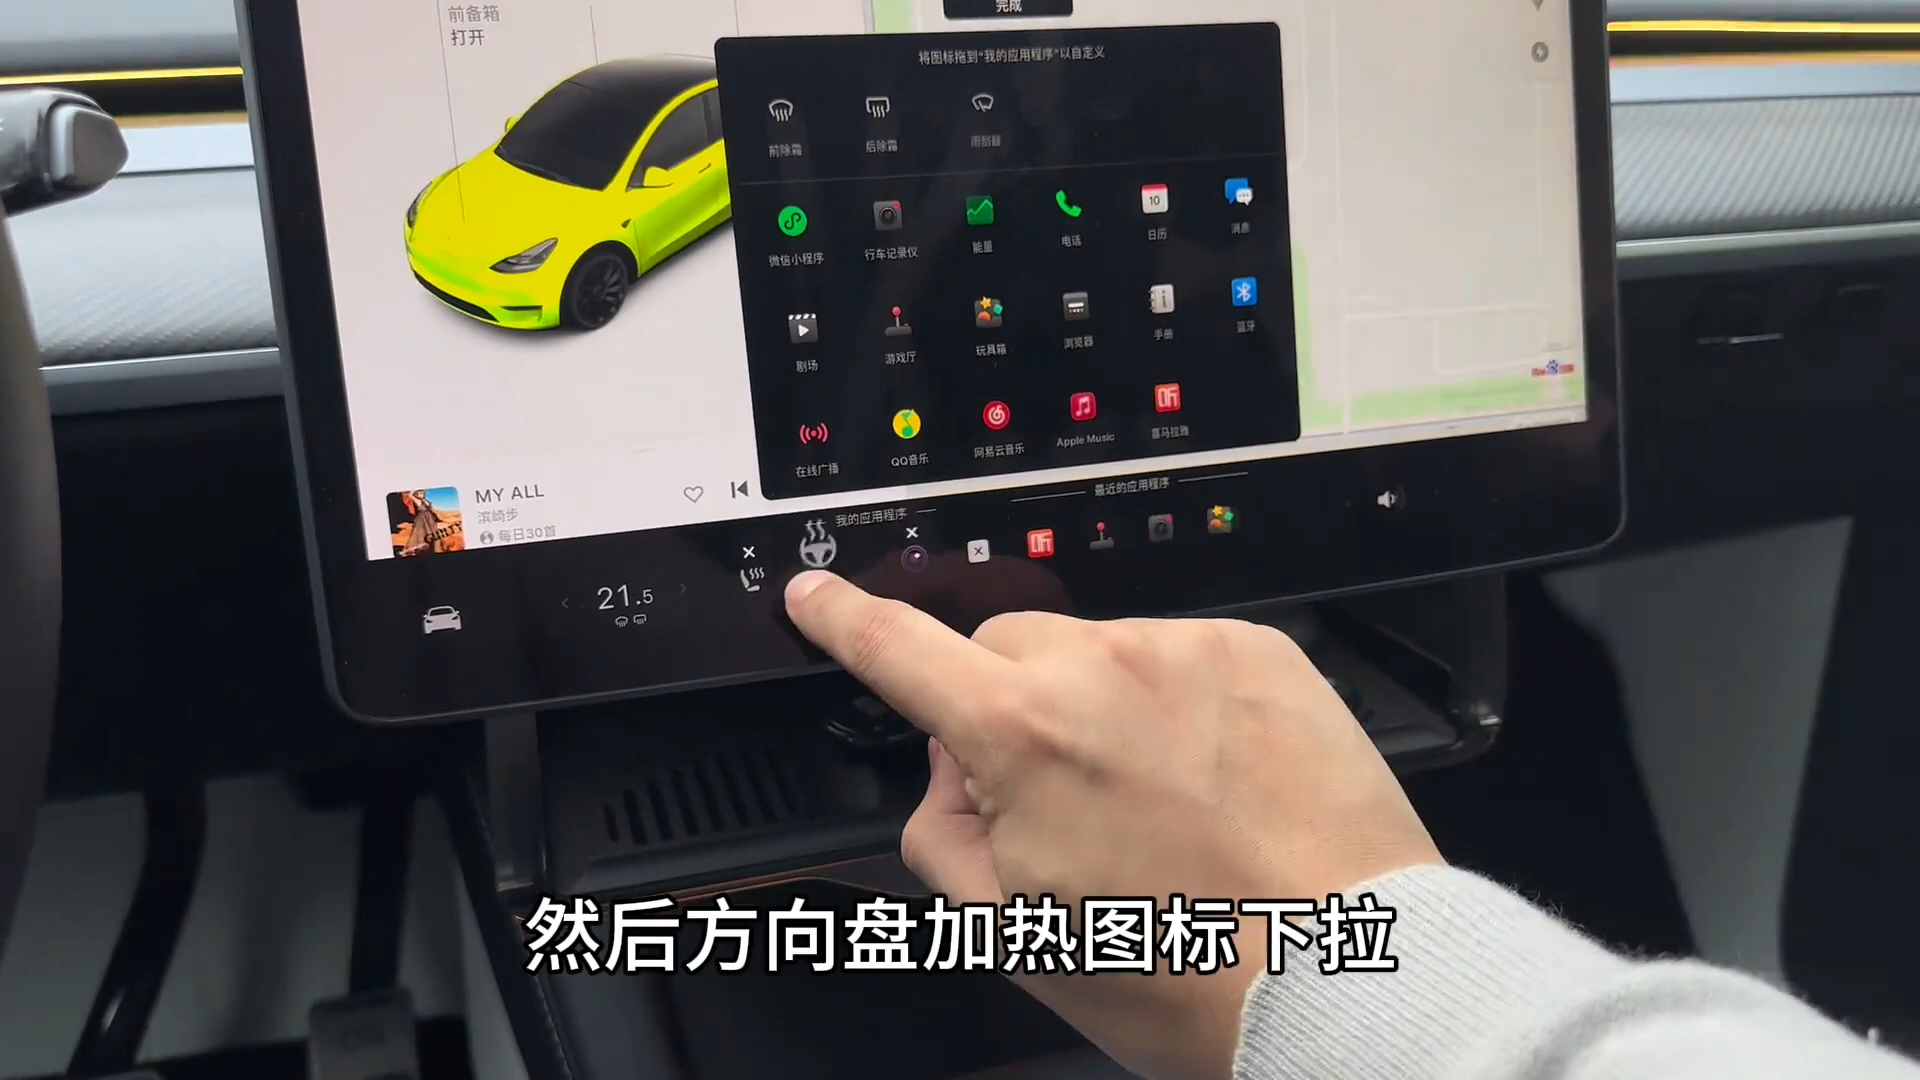 前备箱
打开
完成
将图标拖到“我的应用程序”以自定义
前除霜
后除霜
雨刮器
微信小程序
行车记录仪
能量
电话
10
日历
消息
剧场
游戏厅
玩具箱
浏览器
手册
蓝牙
在线广播
QQ音乐
网易云音乐
Apple Music
听
喜马拉雅
MY ALL
滨崎步
每日30首
GUILTY
我的应用程序
最近的应用程序
听
21.5
然后方向盘加热图标下拉